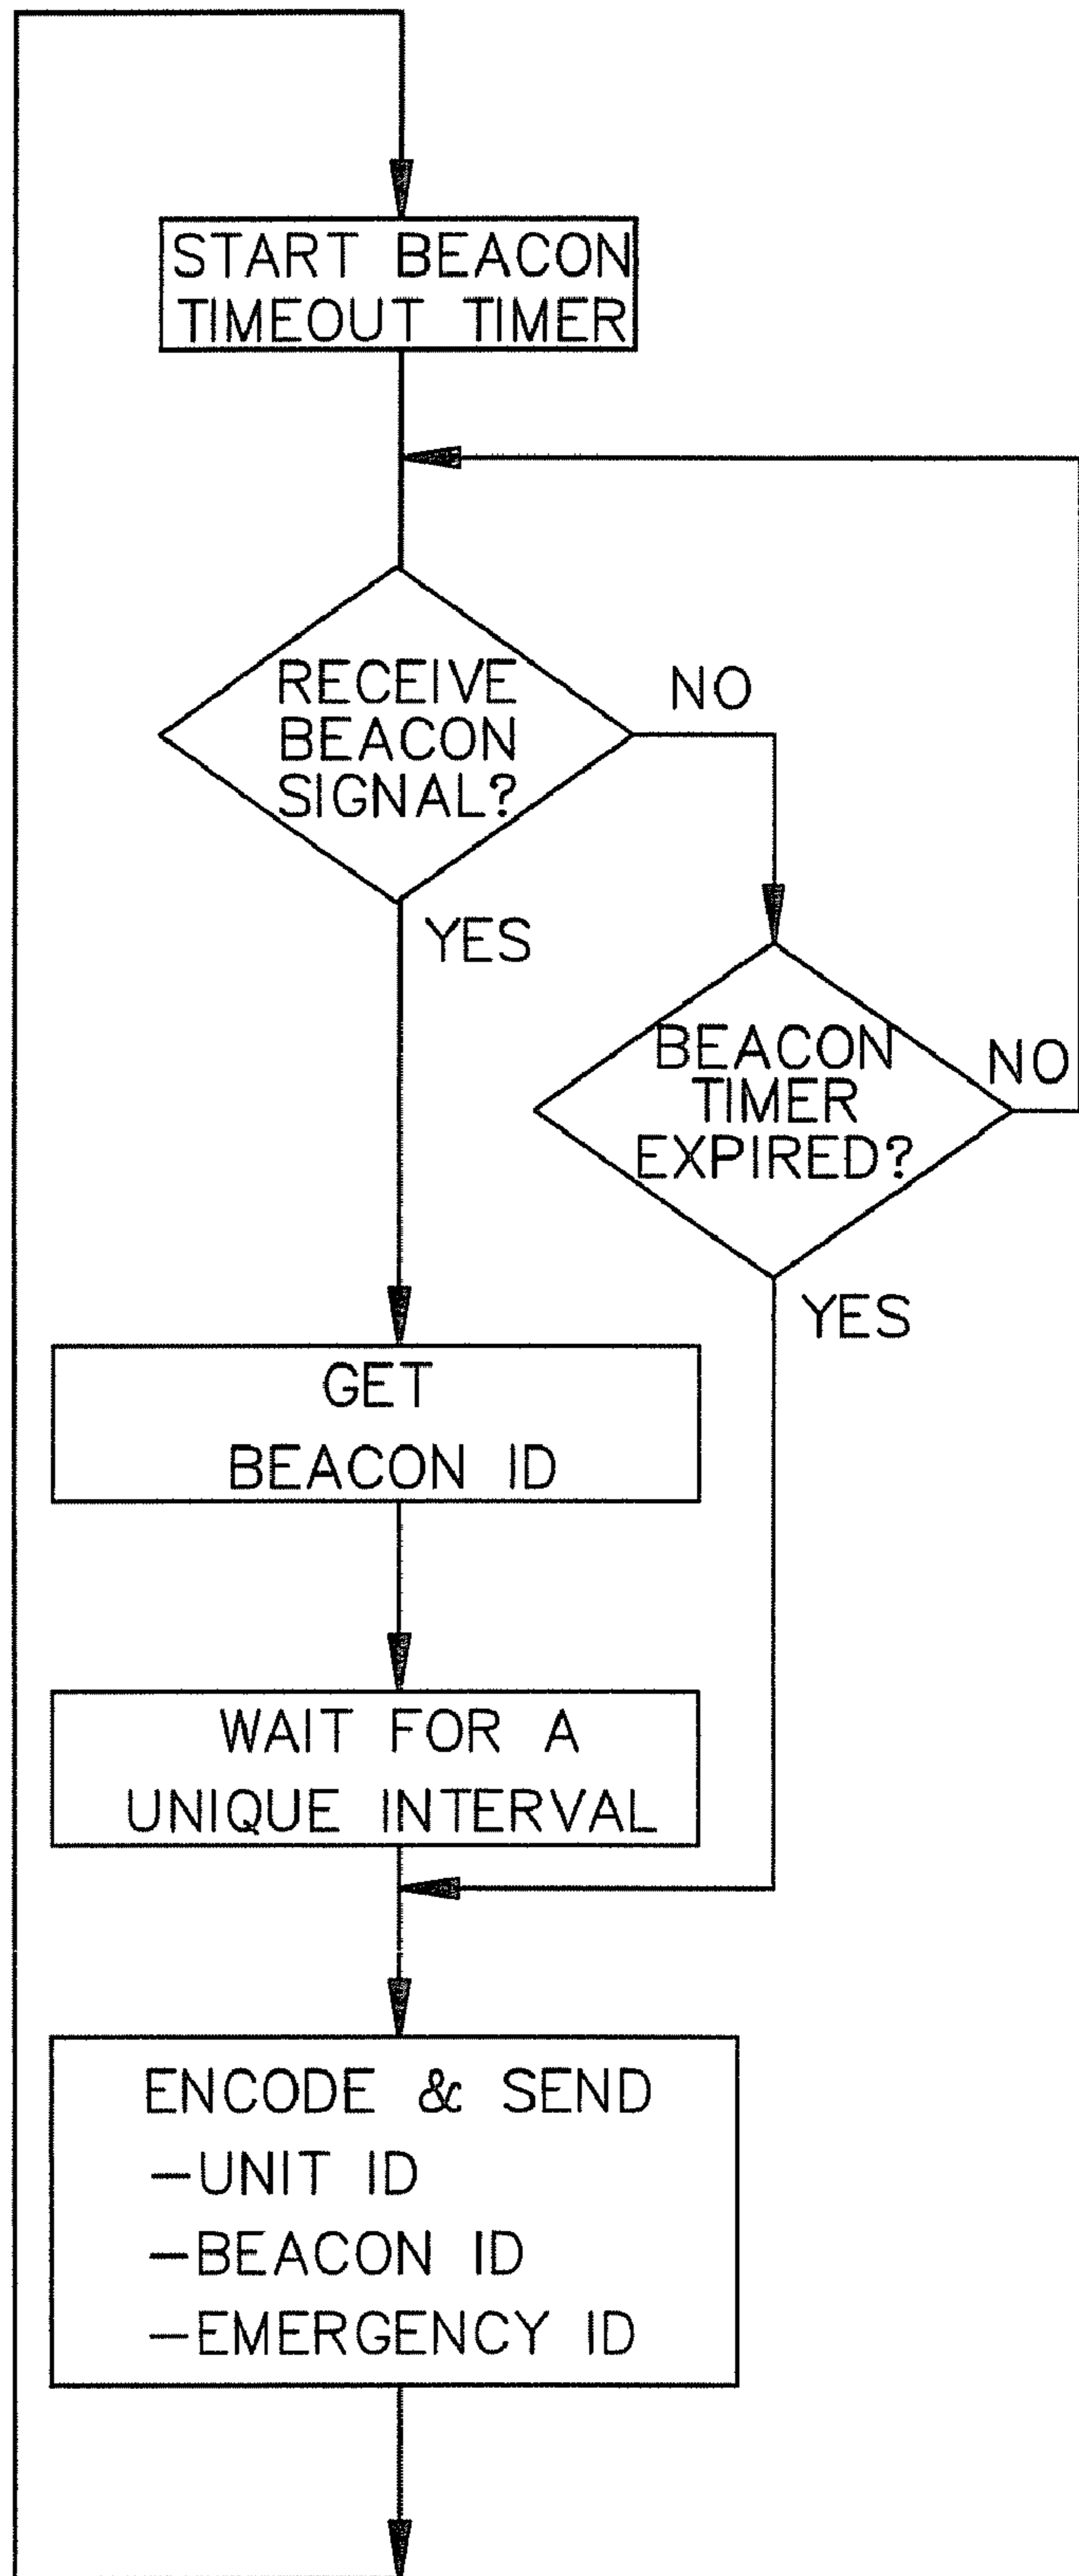 START BEACON
TIMEOUT TIMER
RECEIVE
BEACON
SIGNAL?
NO
YES
BEACON
TIMER
EXPIRED?
NO
YES
GET
BEACON ID
WAIT FOR A
UNIQUE INTERVAL
ENCODE & SEND
-UNIT ID
-BEACON ID
-EMERGENCY ID